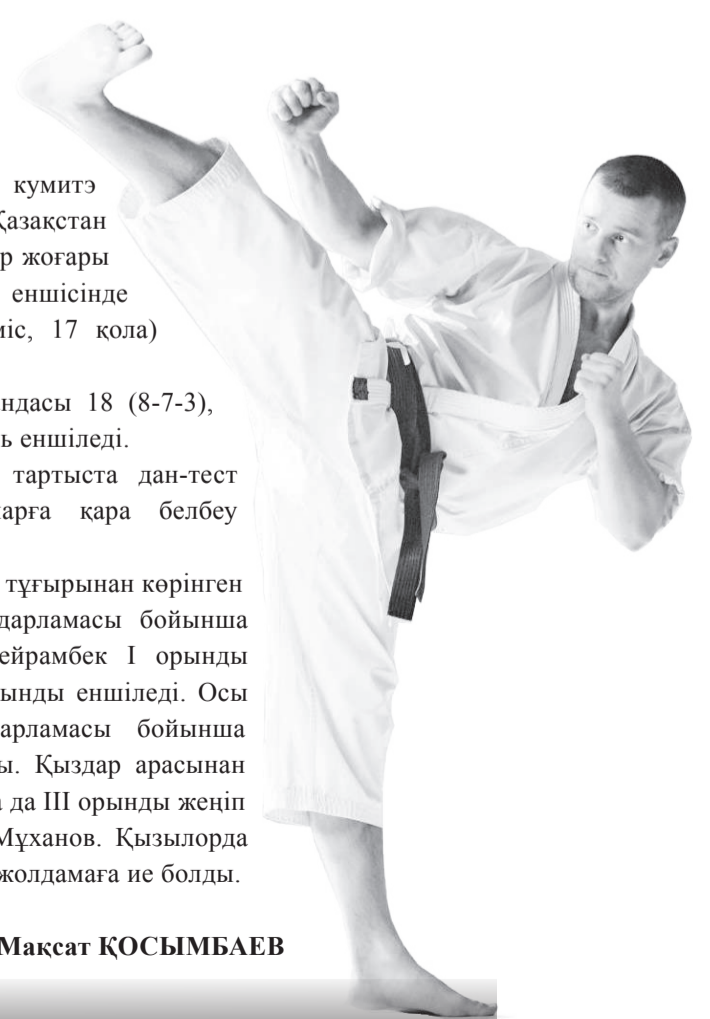 кумитэ
Қазақстан
р жоғары
еншісінде
міс, 17 қола)
ндасы 18 (8-7-3),
ь еншіледі.
тартыста дан-тест
ларға қара белбеу
тұғырынан көрінген
дарламасы бойынша
ейрамбек I орынды
ынды еншіледі. Осы
арламасы бойынша
ы. Қыздар арасынан
а да III орынды жеңіп
Мұханов. Қызылорда
жолдамаға ие болды.
Мақсат ҚОСЫМБАЕВ